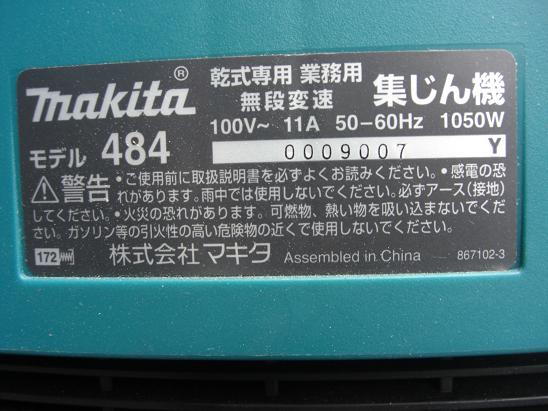 makita® 乾式専用 業務用 集じん機
無段変速
100V~ 11A 50-60Hz 1050W
モデル 484 0009007 Y
⚠警告 ・ご使用前に取扱説明書を必ずよくお読みください。・感電の恐
れがあります。雨中では使用しないでください。必ずアース(接地)
してください。・火災の恐れがあります。可燃物、熱い物を吸い込まないでくだ
さい。ガソリン等の引火性の高い危険物の近くで使用しないでください。
172 株式会社マキタ Assembled in China 867102-3